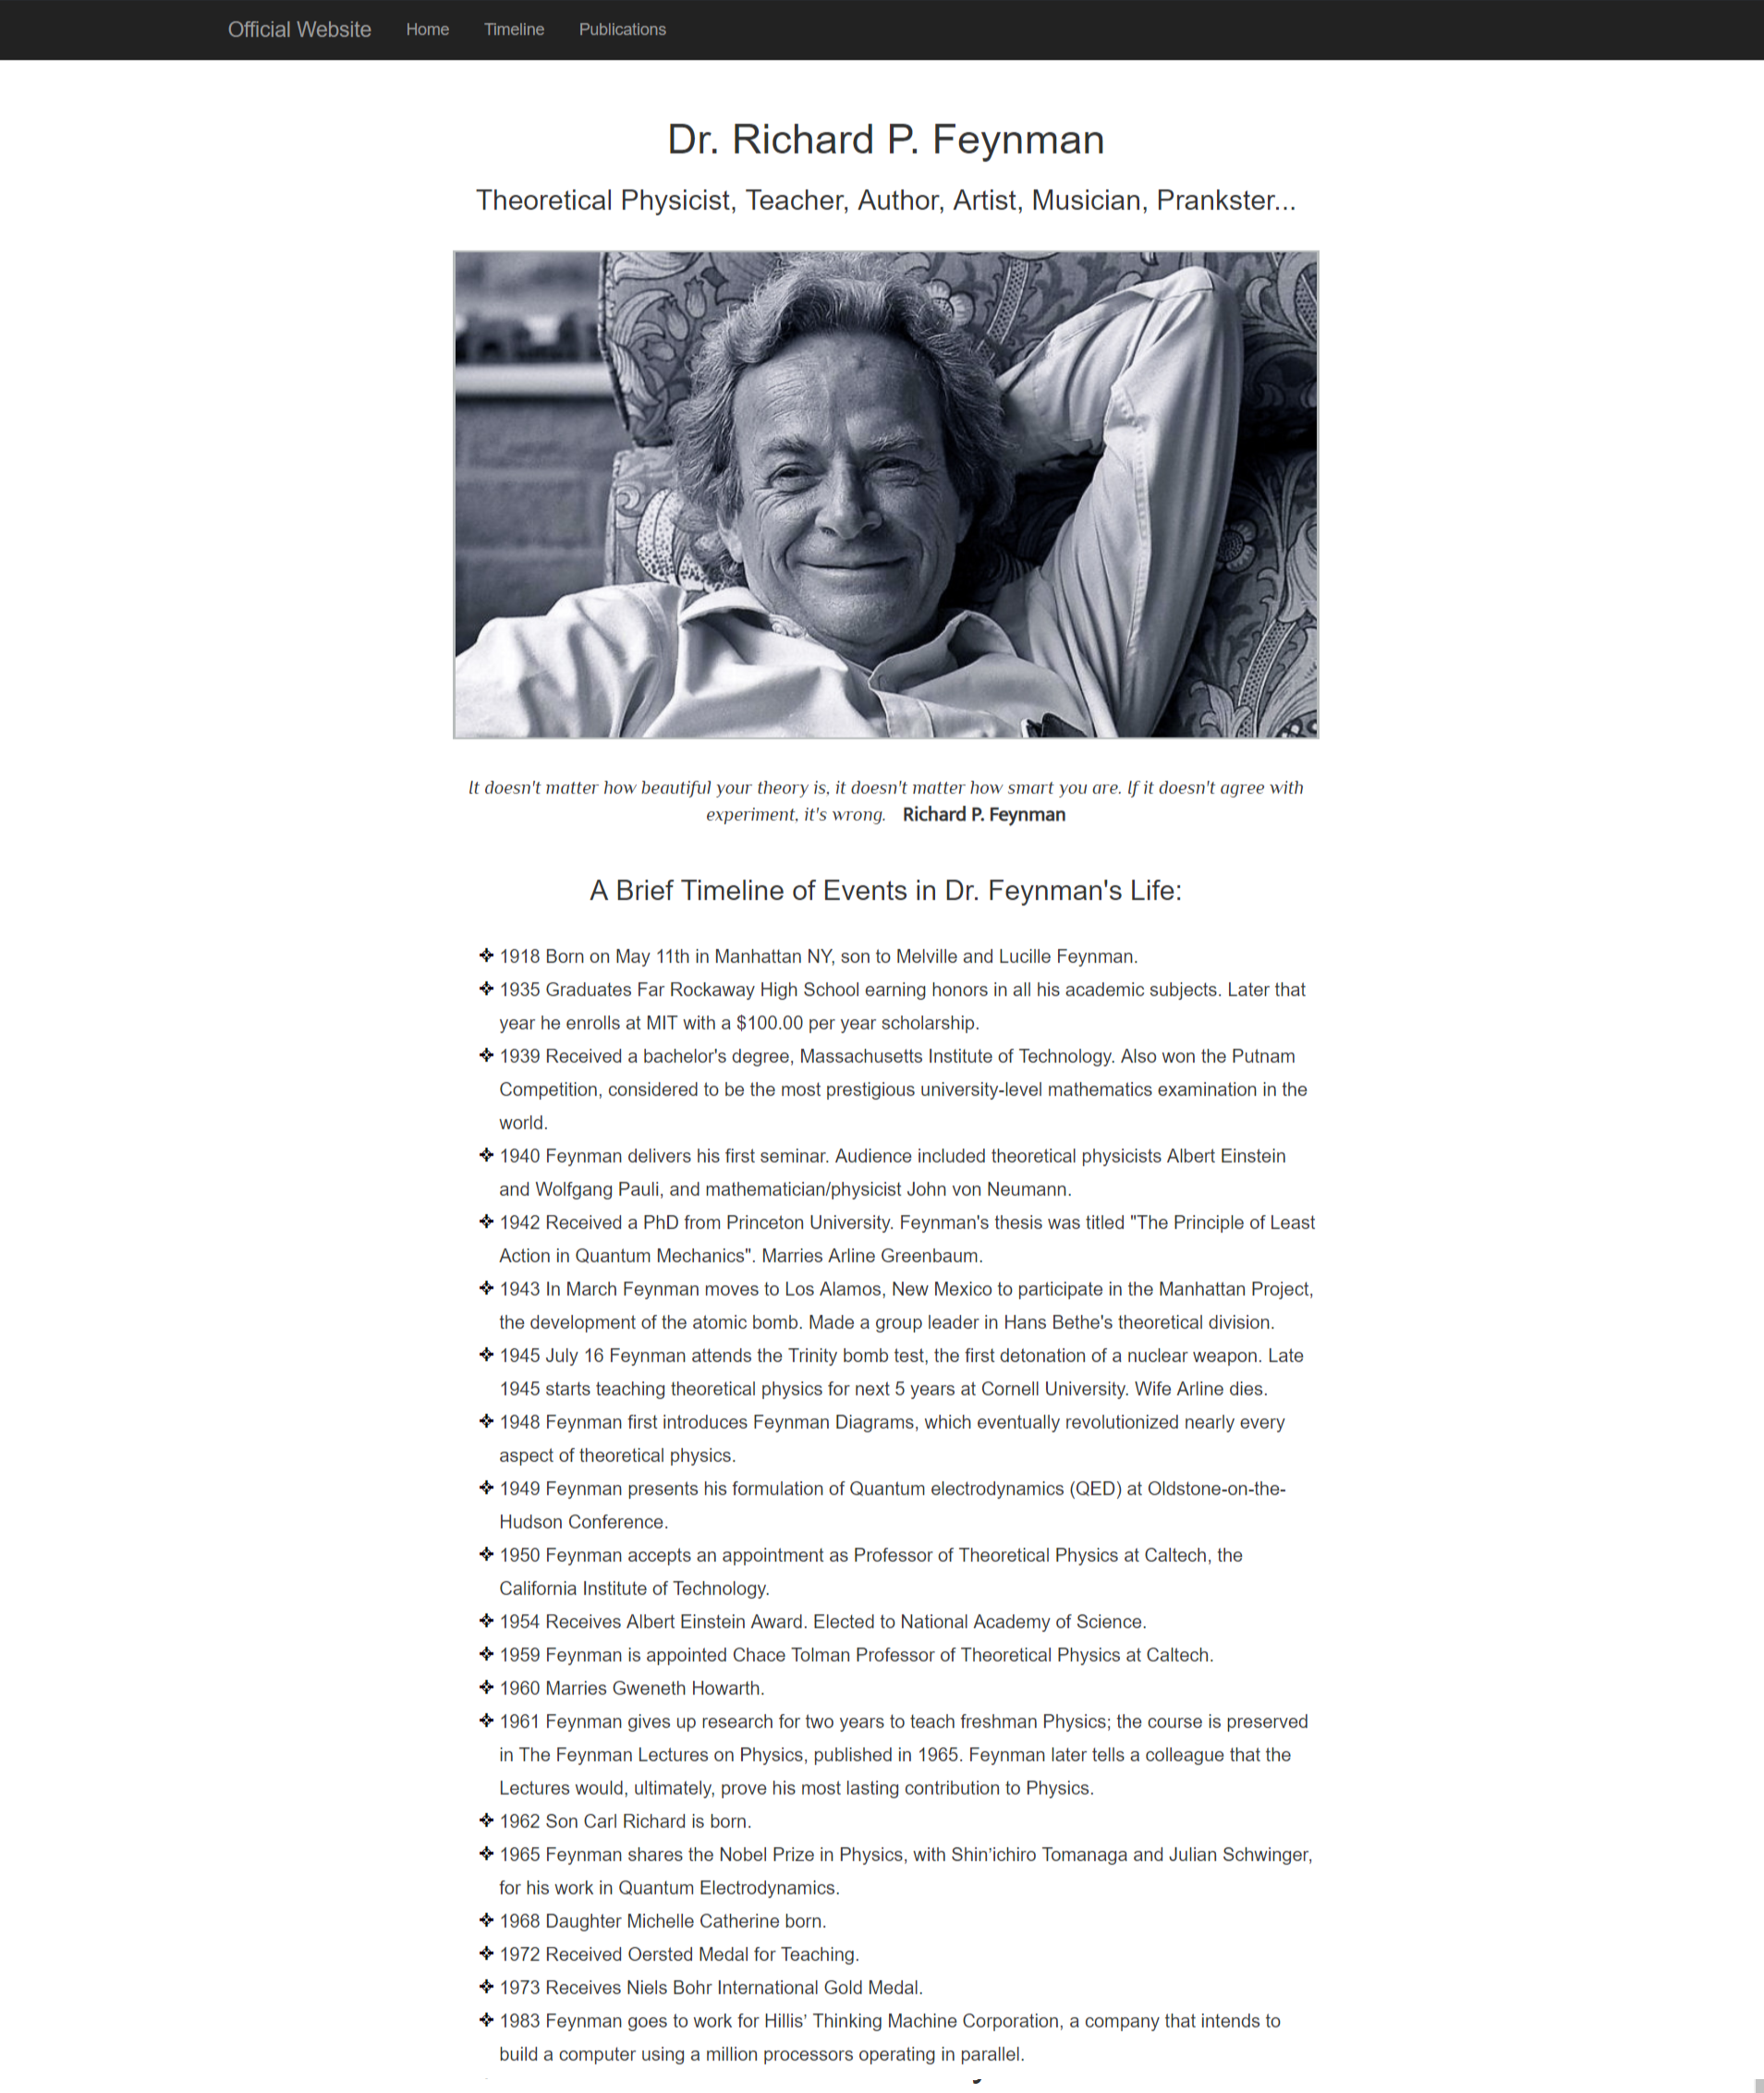 Official Website Home Timeline Publications
Dr. Richard P. Feynman
Theoretical Physicist, Teacher, Author, Artist, Musician, Prankster...
It doesn't matter how beautiful your theory is, it doesn't matter how smart you are. If it doesn't agree with
experiment, it's wrong. Richard P. Feynman
A Brief Timeline of Events in Dr. Feynman's Life:
1918 Born on May 11th in Manhattan NY, son to Melville and Lucille Feynman.
1935 Graduates Far Rockaway High School earning honors in all his academic subjects. Later that
year he enrolls at MIT with a $100.00 per year scholarship.
1939 Received a bachelor's degree, Massachusetts Institute of Technology. Also won the Putnam
Competition, considered to be the most prestigious university-level mathematics examination in the
world.
1940 Feynman delivers his first seminar. Audience included theoretical physicists Albert Einstein
and Wolfgang Pauli, and mathematician/physicist John von Neumann.
1942 Received a PhD from Princeton University. Feynman's thesis was titled "The Principle of Least
Action in Quantum Mechanics". Marries Arline Greenbaum.
1943 In March Feynman moves to Los Alamos, New Mexico to participate in the Manhattan Project,
the development of the atomic bomb. Made a group leader in Hans Bethe's theoretical division.
1945 July 16 Feynman attends the Trinity bomb test, the first detonation of a nuclear weapon. Late
1945 starts teaching theoretical physics for next 5 years at Cornell University. Wife Arline dies.
1948 Feynman first introduces Feynman Diagrams, which eventually revolutionized nearly every
aspect of theoretical physics.
1949 Feynman presents his formulation of Quantum electrodynamics (QED) at Oldstone-on-the-
Hudson Conference.
1950 Feynman accepts an appointment as Professor of Theoretical Physics at Caltech, the
California Institute of Technology.
1954 Receives Albert Einstein Award. Elected to National Academy of Science.
1959 Feynman is appointed Chace Tolman Professor of Theoretical Physics at Caltech.
1960 Marries Gweneth Howarth.
1961 Feynman gives up research for two years to teach freshman Physics; the course is preserved
in The Feynman Lectures on Physics, published in 1965. Feynman later tells a colleague that the
Lectures would, ultimately, prove his most lasting contribution to Physics.
1962 Son Carl Richard is born.
1965 Feynman shares the Nobel Prize in Physics, with Shin’ichiro Tomanaga and Julian Schwinger,
for his work in Quantum Electrodynamics.
1968 Daughter Michelle Catherine born.
1972 Received Oersted Medal for Teaching.
1973 Receives Niels Bohr International Gold Medal.
1983 Feynman goes to work for Hillis’ Thinking Machine Corporation, a company that intends to
build a computer using a million processors operating in parallel.